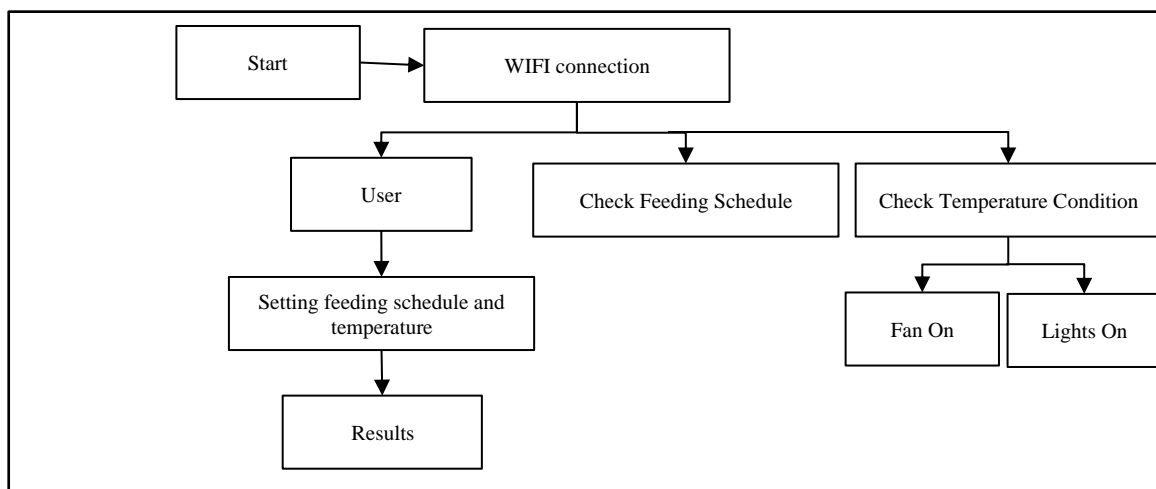 Start
WIFI connection
User
Check Feeding Schedule
Check Temperature Condition
Setting feeding schedule and
temperature
Fan On
Lights On
Results